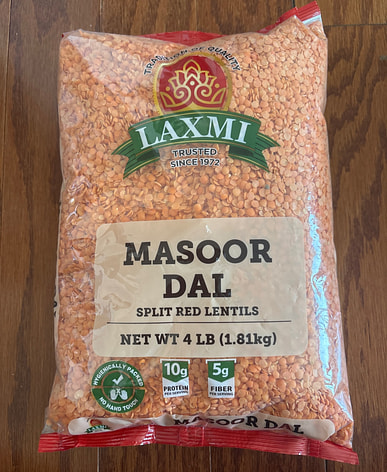 TRADITION OF QUALITY
LAXMI
TRUSTED
SINCE 1972
MASOOR
DAL
SPLIT RED LENTILS
NET WT 4 LB (1.81kg)
HYGIENICALLY PACKED
NO HAND TOUCH
10g
PROTEIN
PER SERVING
5g
FIBER
PER SERVING
MASOOR DAL